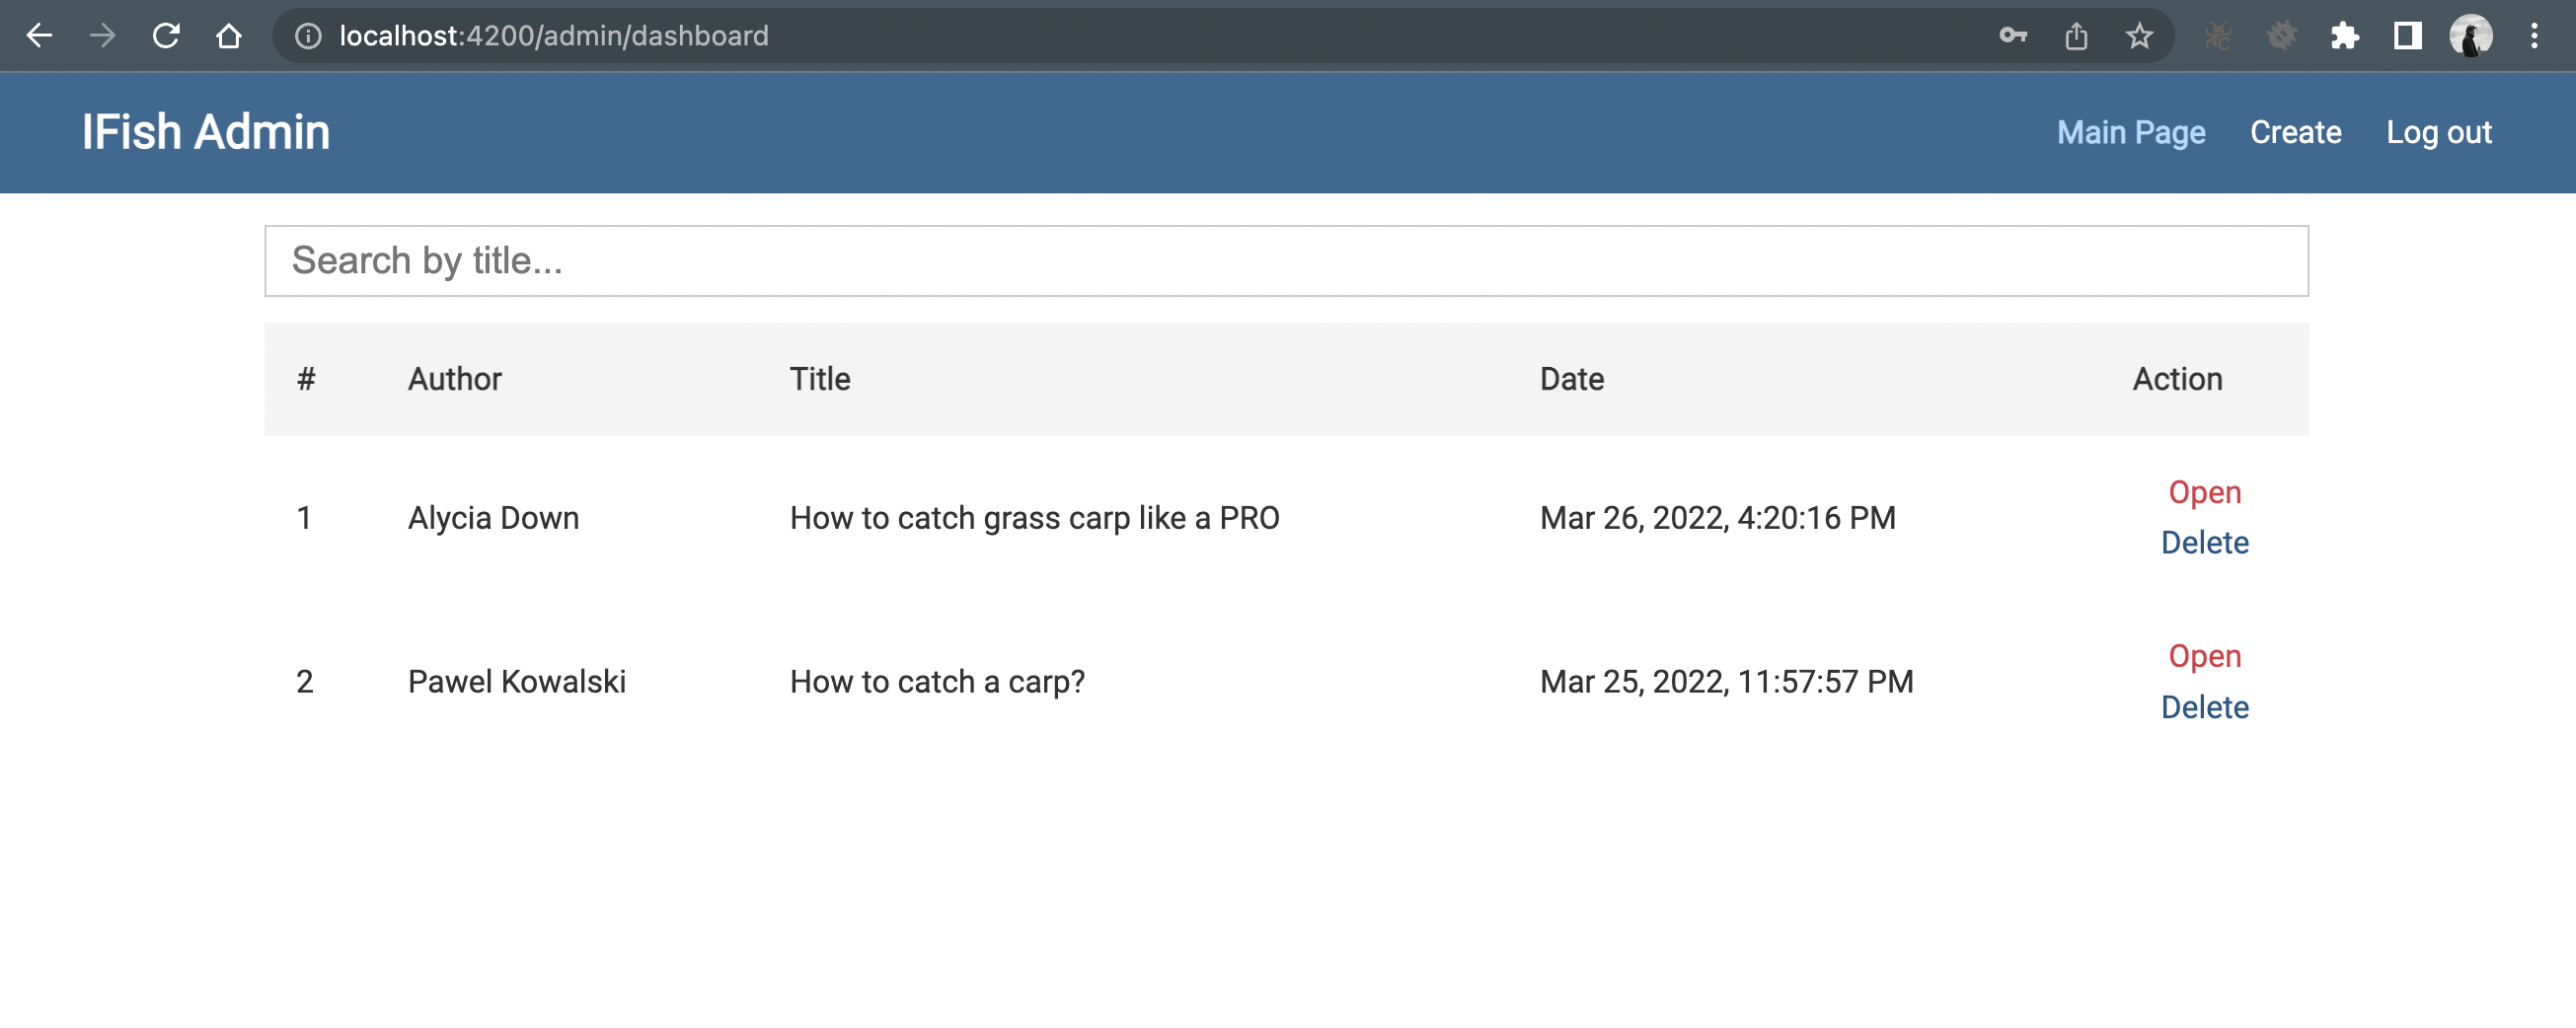 localhost:4200/admin/dashboard
IFish Admin Main Page Create Log out
Search by title...
# Author Title Date Action
1 Alycia Down How to catch grass carp like a PRO Mar 26, 2022, 4:20:16 PM Open
Delete
2 Pawel Kowalski How to catch a carp? Mar 25, 2022, 11:57:57 PM Open
Delete